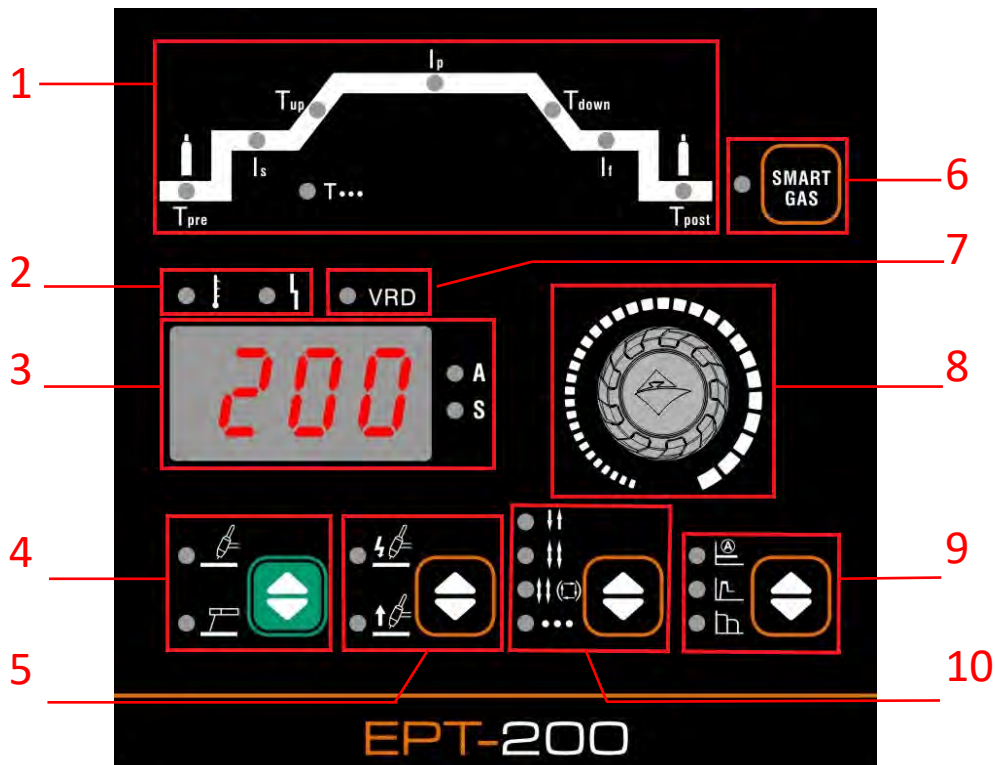 1
Ip
Tup
Tdown
Is
If
T•••
Tpre
Tpost
SMART
GAS
6
2
VRD
7
3
200
A
S
8
4
A
9
5
10
EPT-200